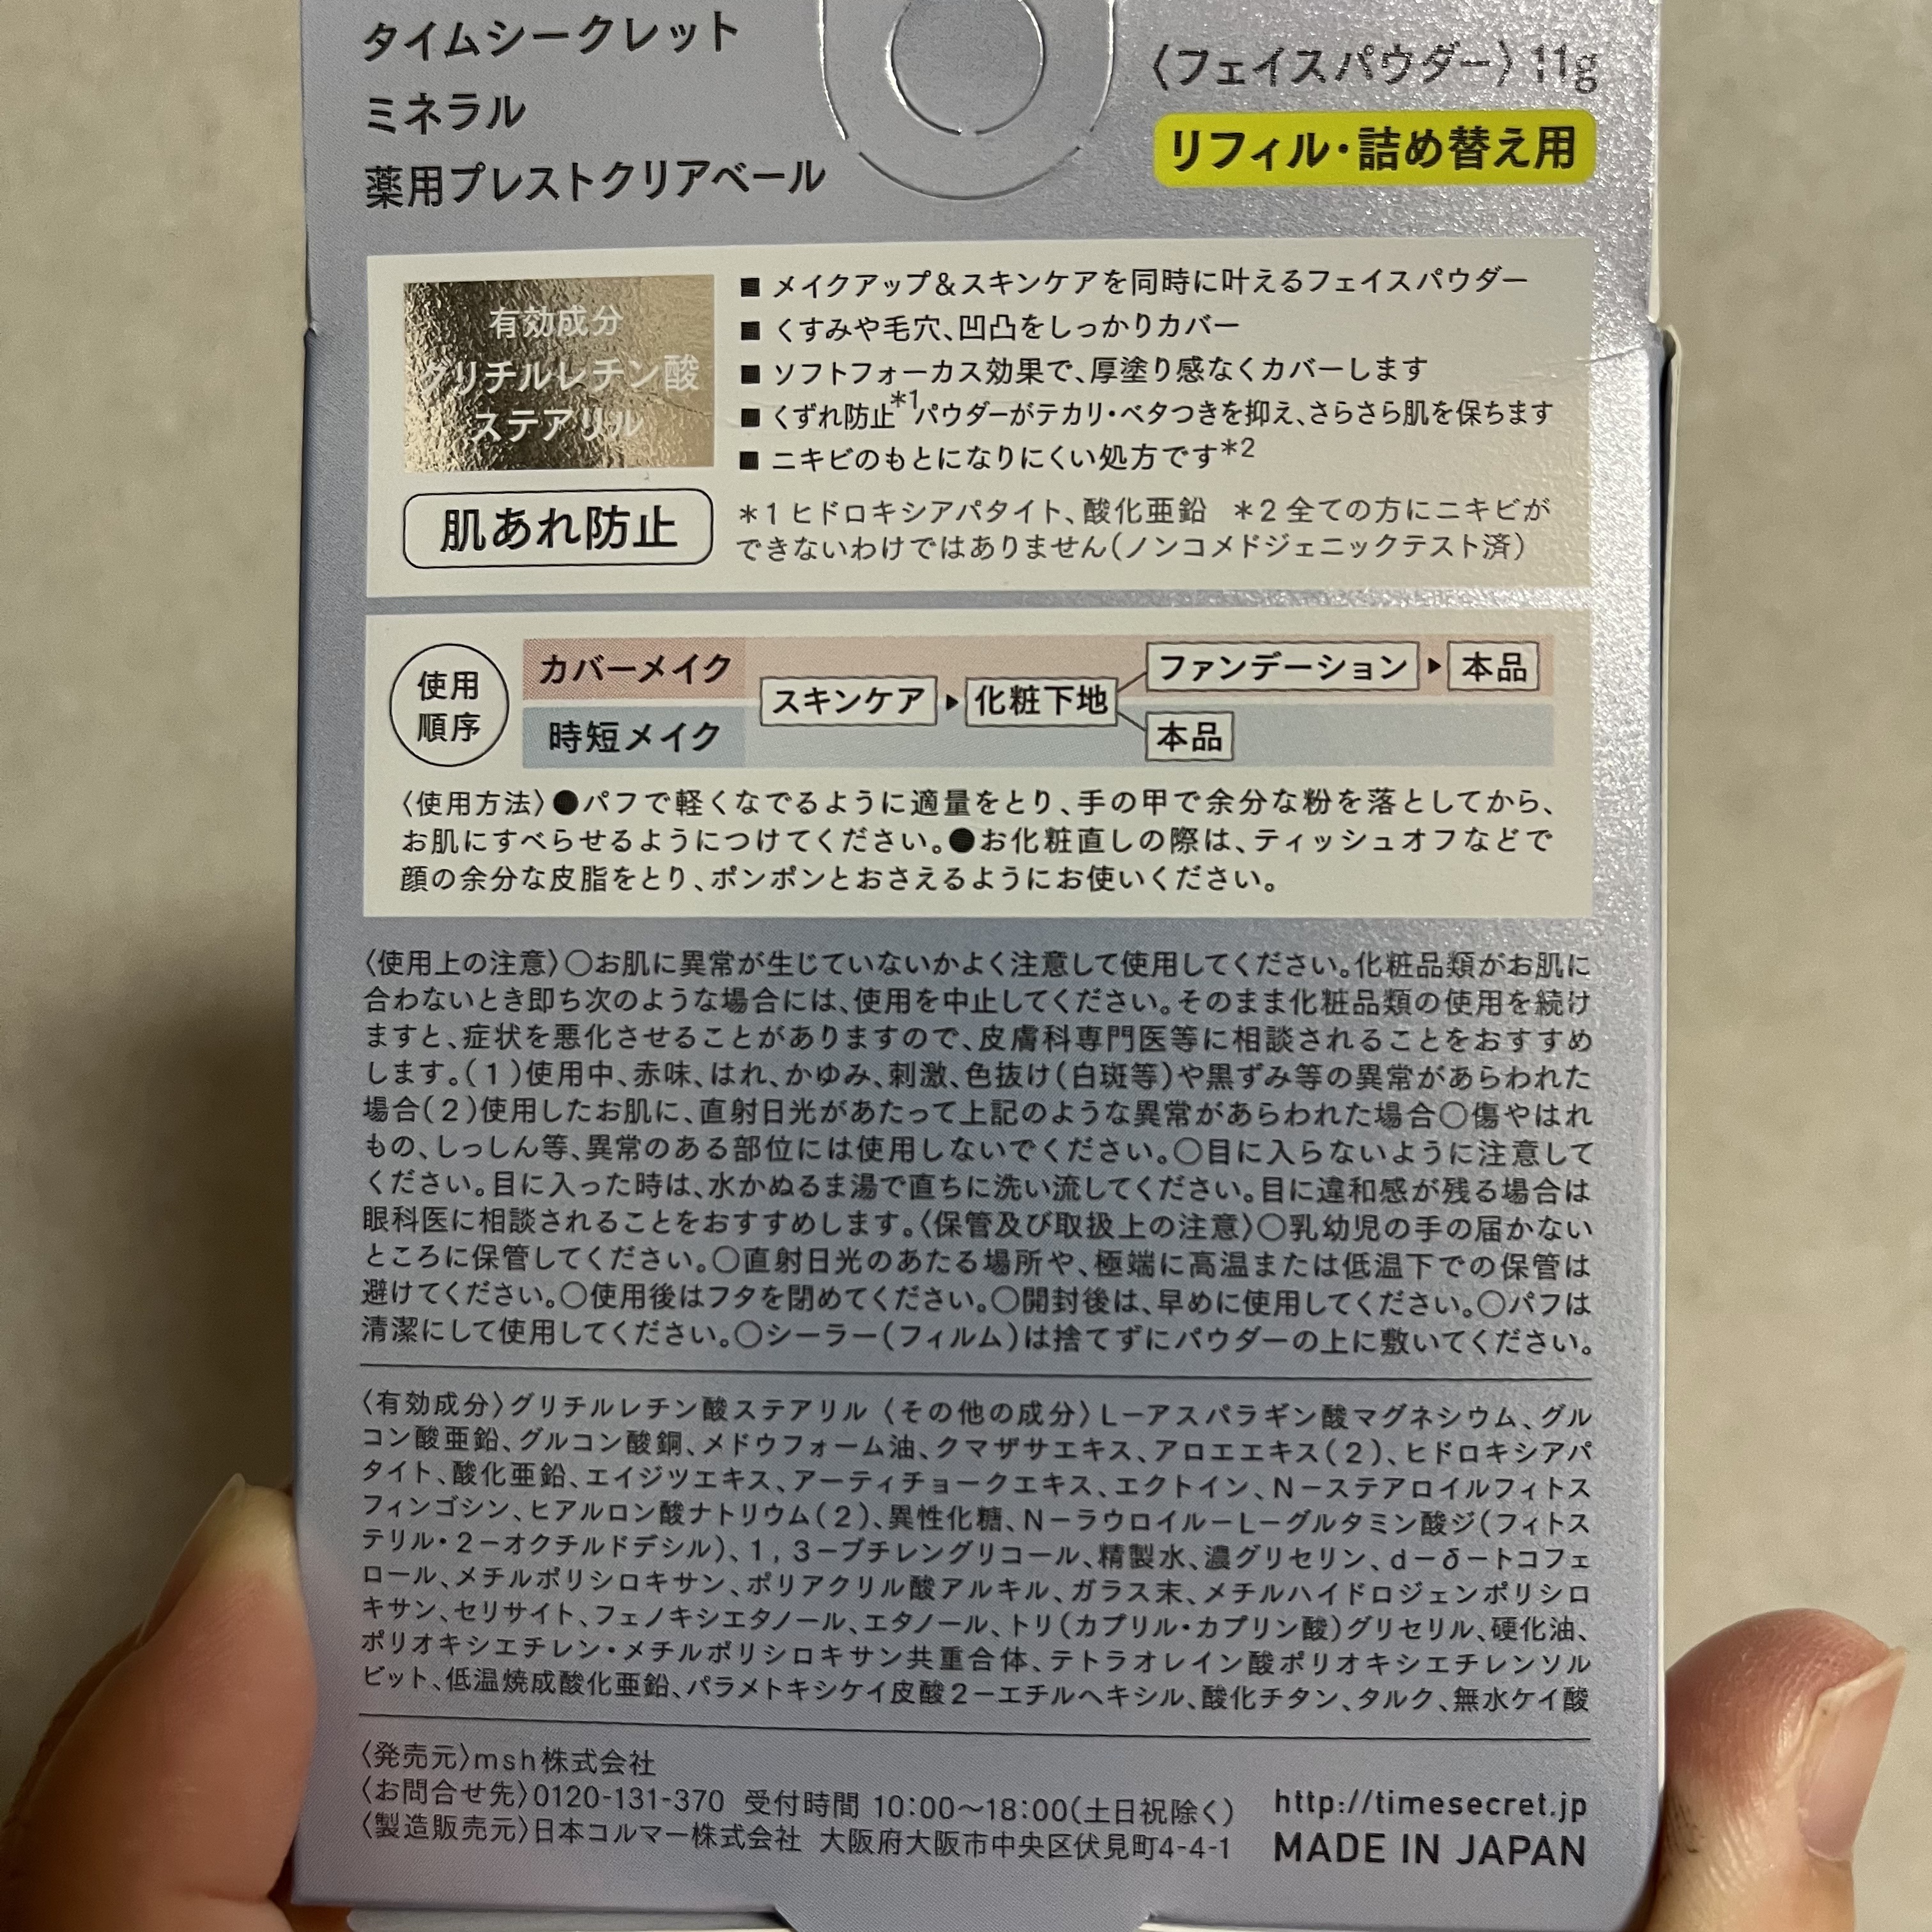 タイムシークレット
ミネラル
薬用プレストクリアベール
〈フェイスパウダー〉11g
リフィル・詰め替え用
有効成分
グリチルレチン酸
ステアリル
肌あれ防止
■ メイクアップ&スキンケアを同時に叶えるフェイスパウダー
■ くすみや毛穴、凹凸をしっかりカバー
■ ソフトフォーカス効果で、厚塗り感なくカバーします
■ くずれ防止*1パウダーがテカリ・ベタつきを抑え、さらさら肌を保ちます
■ ニキビのもとになりにくい処方です*2
*1 ヒドロキシアパタイト、酸化亜鉛 *2 全ての方にニキビが
できないわけではありません(ノンコメドジェニックテスト済)
使用
順序
カバーメイク
時短メイク
スキンケア ▶ 化粧下地
ファンデーション ▶ 本品
本品
〈使用方法〉●パフで軽くなでるように適量をとり、手の甲で余分な粉を落としてから、
お肌にすべらせるようにつけてください。●お化粧直しの際は、ティッシュオフなどで
顔の余分な皮脂をとり、ポンポンとおさえるようにお使いください。
〈使用上の注意〉○お肌に異常が生じていないかよく注意して使用してください。化粧品類がお肌に
合わないとき即ち次のような場合には、使用を中止してください。そのまま化粧品類の使用を続け
ますと、症状を悪化させることがありますので、皮膚科専門医等に相談されることをおすすめ
します。(1)使用中、赤味、はれ、かゆみ、刺激、色抜け(白斑等)や黒ずみ等の異常があらわれた
場合(2)使用したお肌に、直射日光があたって上記のような異常があらわれた場合○傷やはれ
もの、しっしん等、異常のある部位には使用しないでください。○目に入らないように注意して
ください。目に入った時は、水かぬるま湯で直ちに洗い流してください。目に違和感が残る場合は
眼科医に相談されることをおすすめします。〈保管及び取扱上の注意〉○乳幼児の手の届かない
ところに保管してください。○直射日光のあたる場所や、極端に高温または低温下での保管は
避けてください。○使用後はフタを閉めてください。○開封後は、早めに使用してください。○パフは
清潔にして使用してください。○シーラー(フィルム)は捨てずにパウダーの上に敷いてください。
〈有効成分〉グリチルレチン酸ステアリル〈その他の成分〉L-アスパラギン酸マグネシウム、グル
コン酸亜鉛、グルコン酸銅、メドウフォーム油、クマザサエキス、アロエエキス(2)、ヒドロキシアパ
タイト、酸化亜鉛、エイジツエキス、アーティチョークエキス、エクトイン、N-ステアロイルフィトス
フィンゴシン、ヒアルロン酸ナトリウム(2)、異性化糖、N-ラウロイル-L-グルタミン酸ジ(フィトス
テリル・2-オクチルドデシル)、1,3-ブチレングリコール、精製水、濃グリセリン、d-δ-トコフェ
ロール、メチルポリシロキサン、ポリアクリル酸アルキル、ガラス末、メチルハイドロジェンポリシロ
キサン、セリサイト、フェノキシエタノール、エタノール、トリ(カプリル・カプリン酸)グリセリル、硬化油、
ポリオキシエチレン・メチルポリシロキサン共重合体、テトラオレイン酸ポリオキシエチレンソル
ビット、低温焼成酸化亜鉛、パラメトキシケイ皮酸2-エチルヘキシル、酸化チタン、タルク、無水ケイ酸
〈発売元〉msh株式会社
〈お問合せ先〉0120-131-370 受付時間 10:00〜18:00(土日祝除く)
〈製造販売元〉日本コルマー株式会社 大阪府大阪市中央区伏見町4-4-1
http://timesecret.jp
MADE IN JAPAN